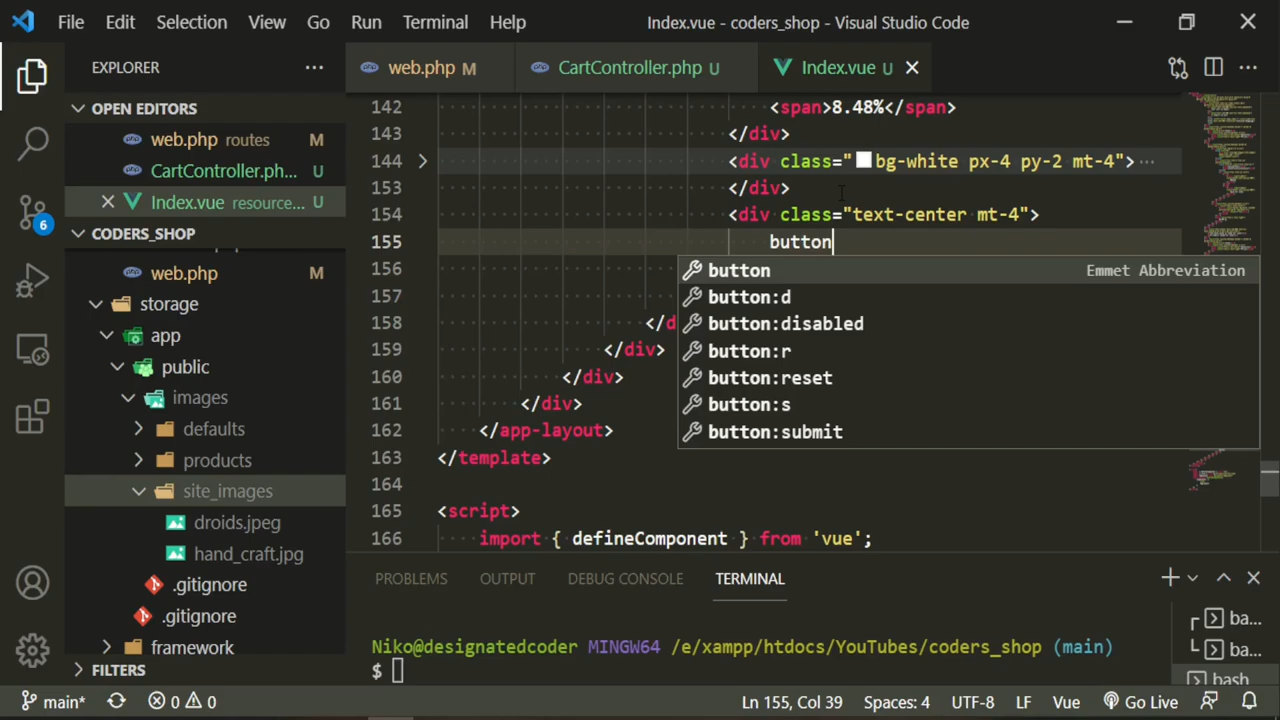 File Edit Selection View Go Run Terminal Help Index.vue - coders_shop - Visual Studio Code
EXPLORER
web.php M CartController.php U Index.vue U
OPEN EDITORS
web.php routes M
CartController.ph... U
Index.vue resource... U
CODERS_SHOP
web.php M
storage
app
public
images
defaults
products
site_images
droids.jpeg
hand_craft.jpg
.gitignore
.gitignore
framework
FILTERS
142 <span>8.48%</span>
143 </div>
144 <div class="bg-white px-4 py-2 mt-4">...
153 </div>
154 <div class="text-center mt-4">
155 button
156
157
158 </d
159 </div>
160 </div>
161 </div>
162 </app-layout>
163 </template>
164
165 <script>
166 import { defineComponent } from 'vue';
button Emmet Abbreviation
button:d
button:disabled
button:r
button:reset
button:s
button:submit
PROBLEMS OUTPUT DEBUG CONSOLE TERMINAL
Niko@designatedcoder MINGW64 /e/xampp/htdocs/YouTubes/coders_shop (main)
$
ba...
ba...
bash
6
main* 0 0 Ln 155, Col 39 Spaces: 4 UTF-8 LF Vue Go Live